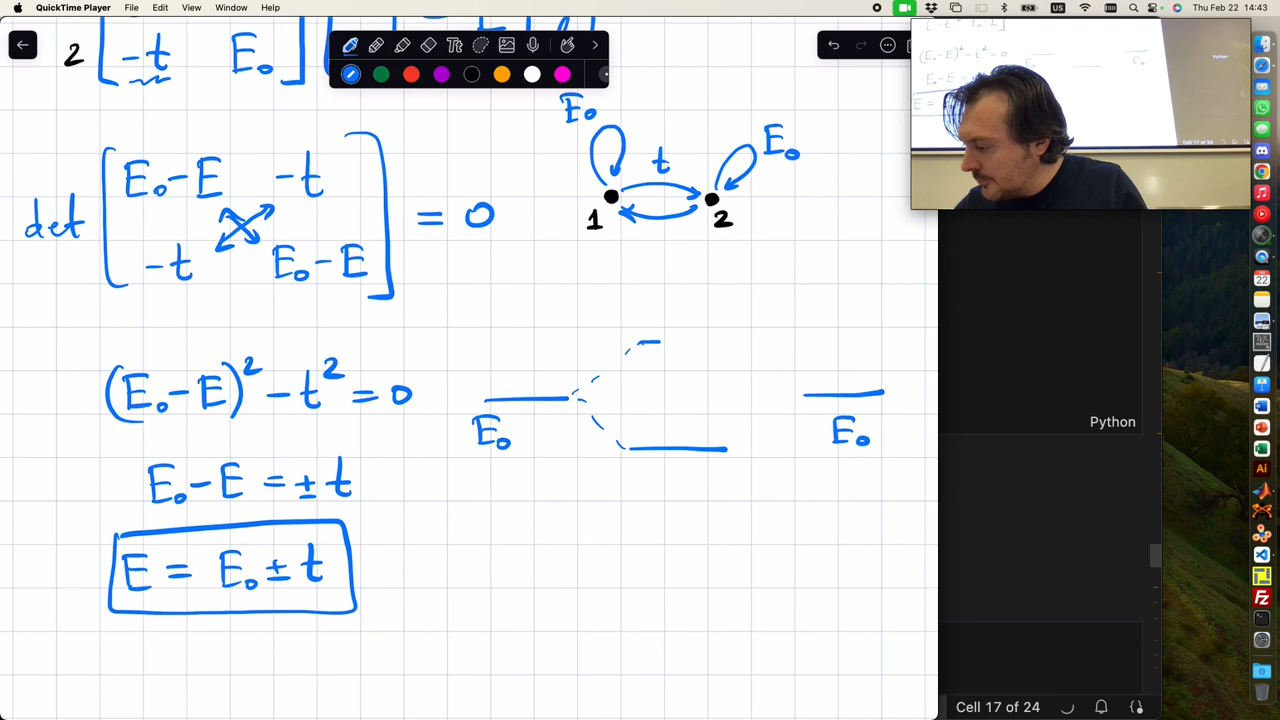 QuickTime Player File Edit View Window Help
US Thu Feb 22 14:43
2 [ -t E₀ ]
E₀
det [ E₀-E -t
-t E₀-E ] = 0
t
E₀
1 2
(E₀-E)² - t² = 0
E₀ E₀
E₀-E = ± t
E = E₀ ± t
Python
Cell 17 of 24